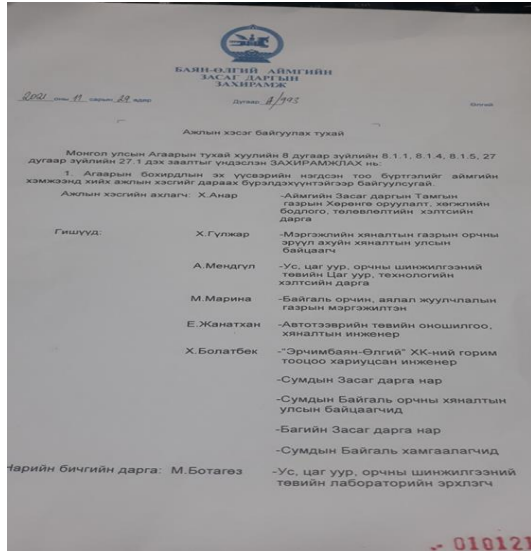 БАЯН-ӨЛГИЙ АЙМГИЙН
ЗАСАГ ДАРГЫН
ЗАХИРАМЖ
2021 оны 11 сарын 29 өдөр
Дугаар А/993
Өлгий
Ажлын хэсэг байгуулах тухай
Монгол улсын Агаарын тухай хуулийн 8 дугаар зүйлийн 8.1.1, 8.1.4, 8.1.5, 27
дугаар зүйлийн 27.1 дэх заалтыг үндэслэн ЗАХИРАМЖЛАХ нь:
1. Агаарын бохирдлын эх үүсвэрийн нэгдсэн тоо бүртгэлийг аймгийн
хэмжээнд хийх ажлын хэсгийг дараах бүрэлдэхүүнтэйгээр байгуулсугай.
Ажлын хэсгийн ахлагч: Х.Анар -Аймгийн Засаг даргын Тамгын
газрын Хөрөнгө оруулалт, хөгжлийн
бодлого, төлөвлөлтийн хэлтсийн
дарга
Гишүүд: Х.Гүлжар -Мэргэжлийн хяналтын газрын орчны
эрүүл ахуйн хяналтын улсын
байцаагч
А.Мендгүл -Ус, цаг уур, орчны шинжилгээний
төвийн Цаг уур, технологийн
хэлтсийн дарга
М.Марина -Байгаль орчин, аялал жуулчлалын
газрын мэргэжилтэн
Е.Жанатхан -Автотээврийн төвийн оношилгоо,
хяналтын инженер
Х.Болатбек -"Эрчимбаян-Өлгий" ХК-ний горим
тооцоо хариуцсан инженер
-Сумдын Засаг дарга нар
-Сумдын Байгаль орчны хяналтын
улсын байцаагчид
-Багийн Засаг дарга нар
-Сумдын Байгаль хамгаалагчид
Нарийн бичгийн дарга: М.Ботагөз -Ус, цаг уур, орчны шинжилгээний
төвийн лабораторийн эрхлэгч
010121